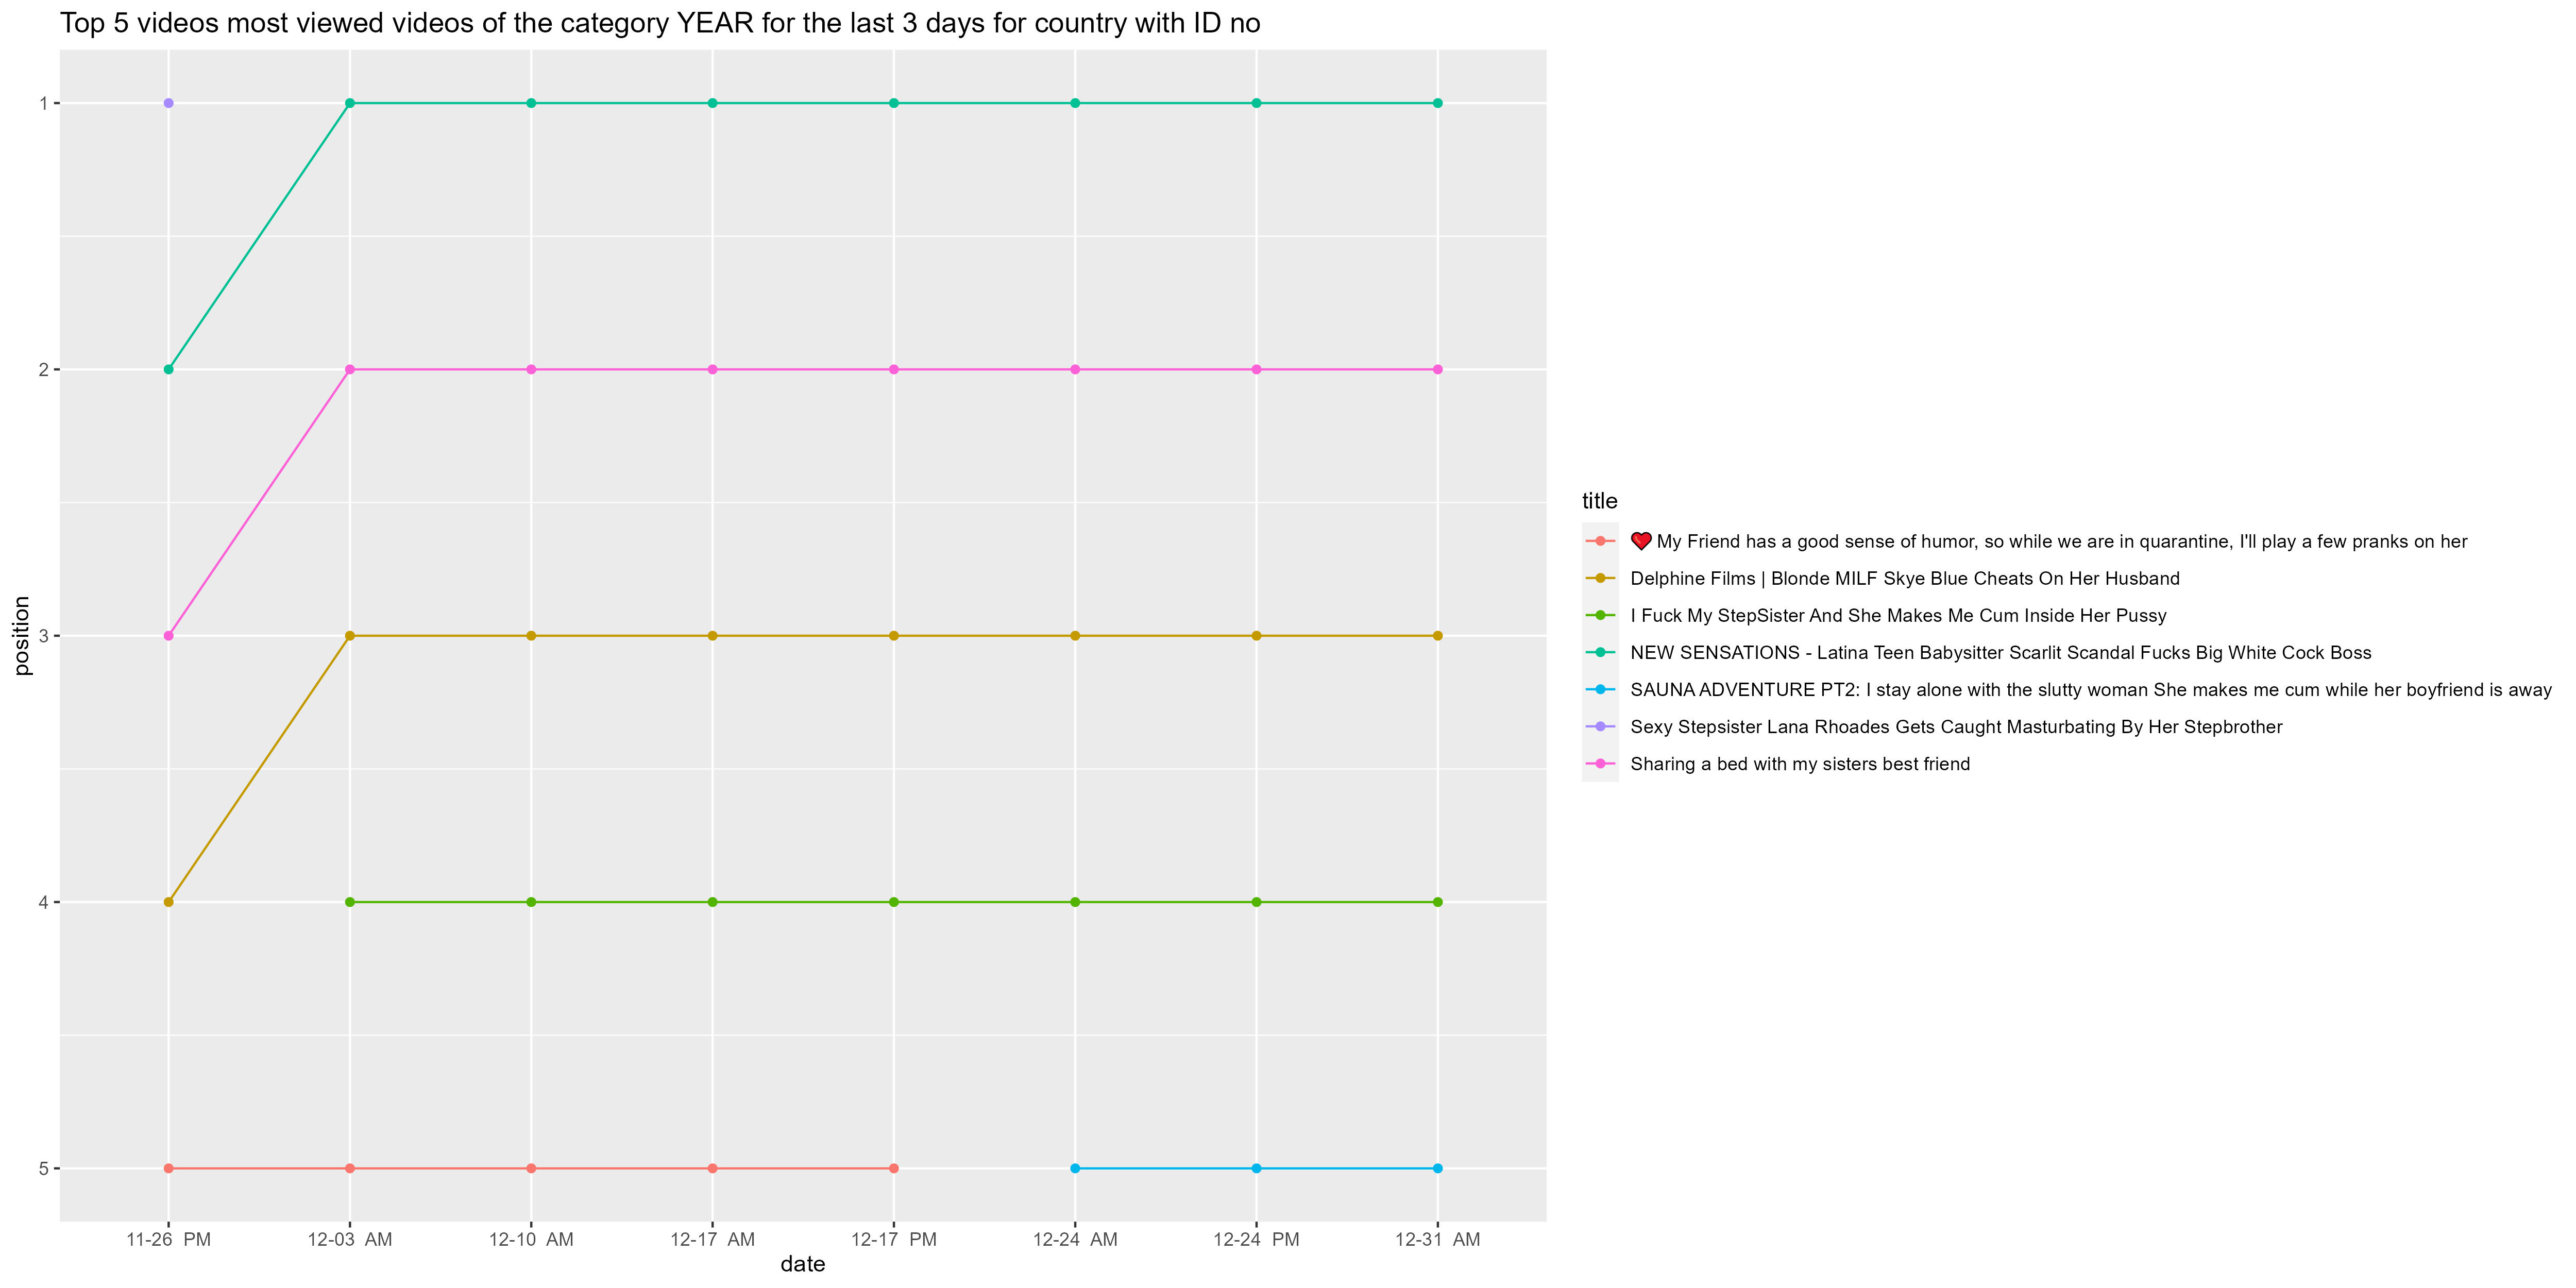 Top 5 videos most viewed videos of the category YEAR for the last 3 days for country with ID no
1
2
3
4
5
position
11-26 PM
12-03 AM
12-10 AM
12-17 AM
12-17 PM
12-24 AM
12-24 PM
12-31 AM
date
title
❤️ My Friend has a good sense of humor, so while we are in quarantine, I'll play a few pranks on her
Delphine Films | Blonde MILF Skye Blue Cheats On Her Husband
I Fuck My StepSister And She Makes Me Cum Inside Her Pussy
NEW SENSATIONS - Latina Teen Babysitter Scarlit Scandal Fucks Big White Cock Boss
SAUNA ADVENTURE PT2: I stay alone with the slutty woman She makes me cum while her boyfriend is away
Sexy Stepsister Lana Rhoades Gets Caught Masturbating By Her Stepbrother
Sharing a bed with my sisters best friend